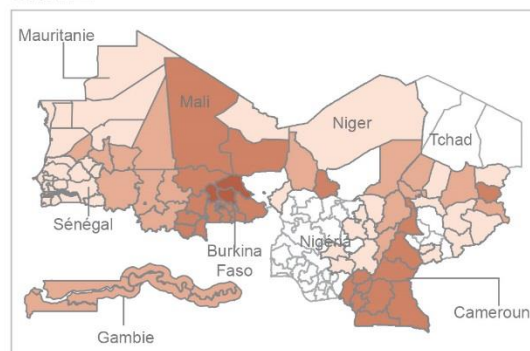 Mauritanie
Mali
Niger
Tchad
Sénégal
Burkina
Faso
Nigéria
Gambie
Cameroun